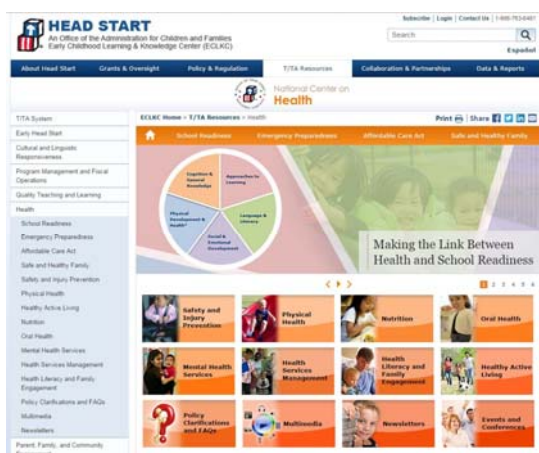 Subscribe | Login | Contact Us | 1-866-763-6481
HEAD START
An Office of the Administration for Children and Families
Early Childhood Learning & Knowledge Center (ECLKC)
Search
Español
About Head Start
Grants & Oversight
Policy & Regulation
T/TA Resources
Collaboration & Partnerships
Data & Reports
National Center on
Health
T/TA System
Early Head Start
Cultural and Linguistic
Responsiveness
Program Management and Fiscal
Operations
Quality Teaching and Learning
Health
School Readiness
Emergency Preparedness
Affordable Care Act
Safe and Healthy Family
Safety and Injury Prevention
Physical Health
Healthy Active Living
Nutrition
Oral Health
Mental Health Services
Health Services Management
Health Literacy and Family
Engagement
Policy Clarifications and FAQs
Multimedia
Newsletters
Parent, Family, and Community
ECLKC Home » T/TA Resources » Health
Print
Share
School Readiness
Emergency Preparedness
Affordable Care Act
Safe and Healthy Family
Cognition &
General
Knowledge
Approaches to
Learning
Physical
Development &
Health*
Language &
Literacy
Social &
Emotional
Development
Making the Link Between
Health and School Readiness
1 2 3 4 5 6
Safety and
Injury
Prevention
Physical
Health
Nutrition
Oral Health
Mental Health
Services
Health
Services
Management
Health
Literacy and
Family
Engagement
Healthy Active
Living
Policy
Clarifications
and FAQs
Multimedia
Newsletters
Events and
Conferences